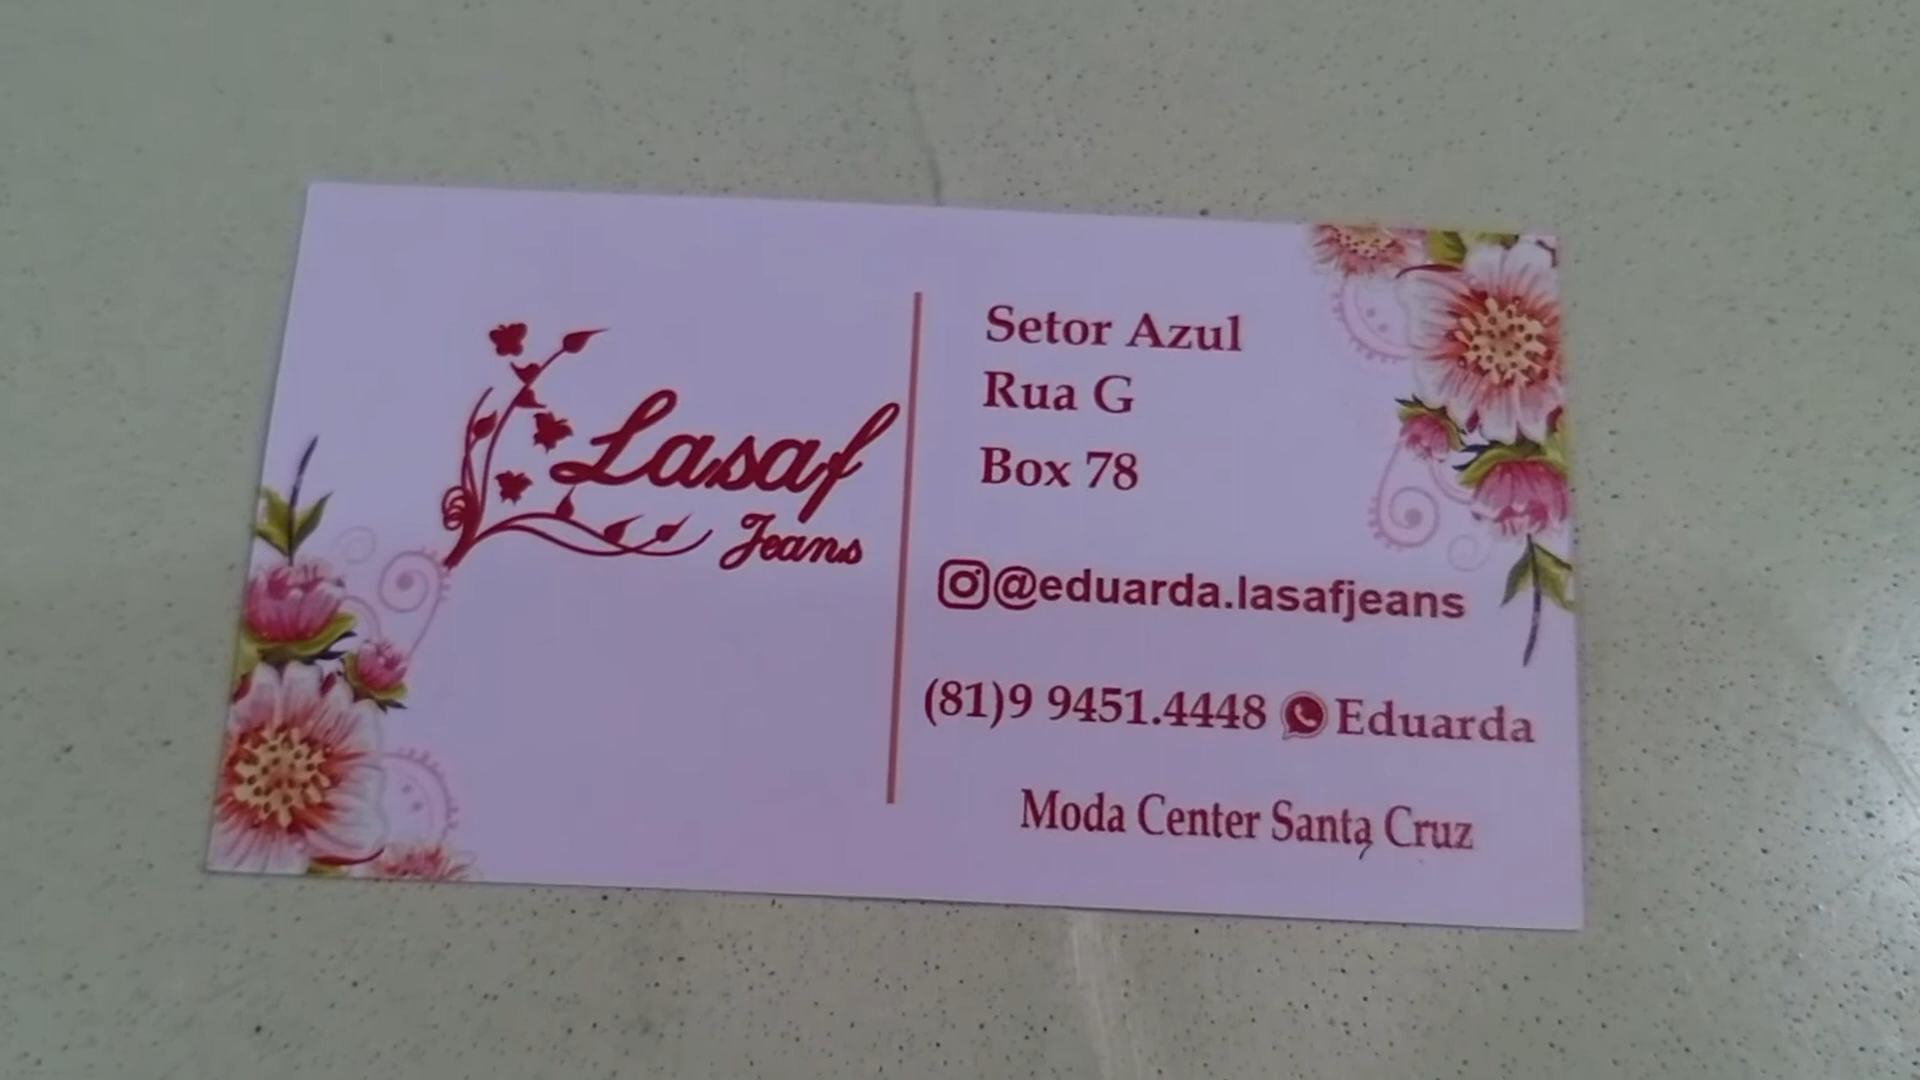 Lasaf
Jeans
Setor Azul
Rua G
Box 78
@eduarda.lasafjeans
(81)9 9451.4448 Eduarda
Moda Center Santa Cruz